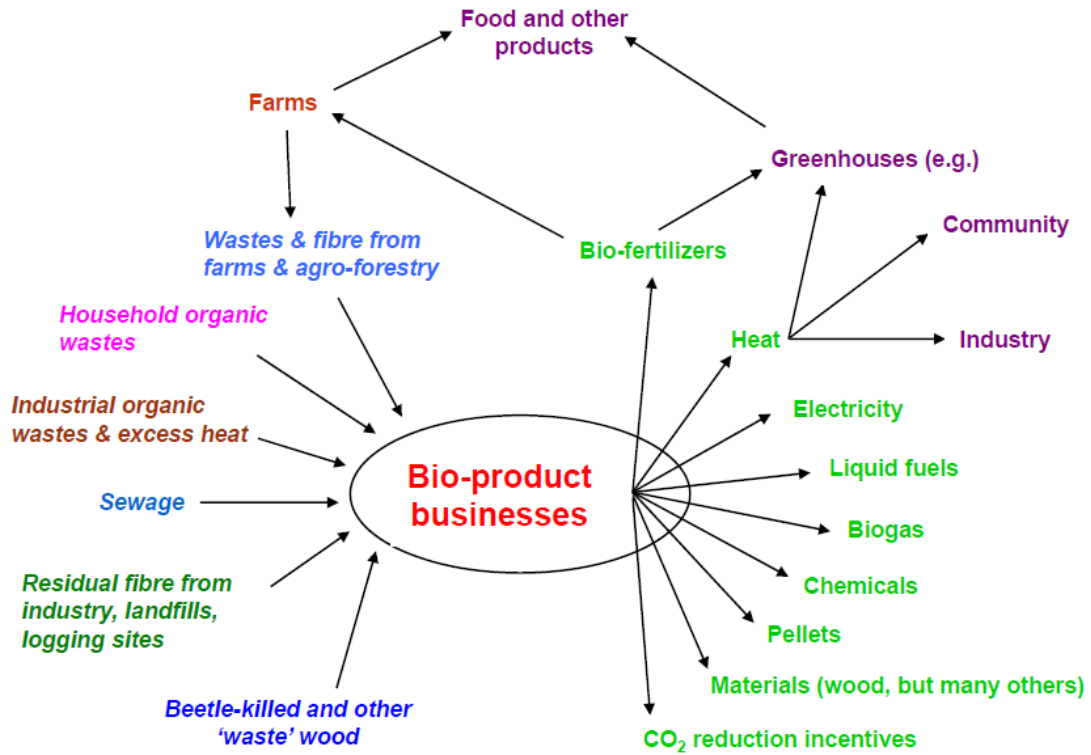 Food and other
products
Farms
Greenhouses (e.g.)
Community
Wastes & fibre from
farms & agro-forestry
Bio-fertilizers
Household organic
wastes
Heat
Industry
Industrial organic
wastes & excess heat
Electricity
Bio-product
businesses
Liquid fuels
Sewage
Biogas
Residual fibre from
industry, landfills,
logging sites
Chemicals
Pellets
Materials (wood, but many others)
Beetle-killed and other
‘waste’ wood
CO₂ reduction incentives